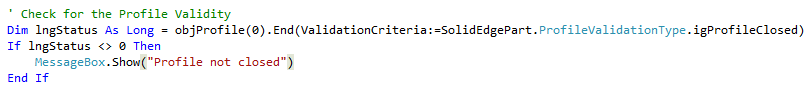 ' Check for the Profile Validity
Dim lngStatus As Long = objProfile(0).End(ValidationCriteria:=SolidEdgePart.ProfileValidationType.igProfileClosed)
If lngStatus <> 0 Then
MessageBox.Show("Profile not closed")
End If